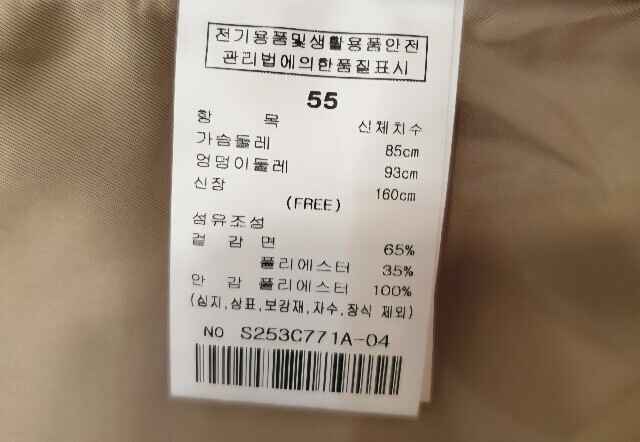 전기용품및생활용품안전
관리법에의한품질표시
55
항 목 신체치수
가슴둘레 85cm
엉덩이둘레 93cm
신장 160cm
(FREE)
섬유조성
겉 감 면 65%
폴리에스터 35%
안 감 폴리에스터 100%
(심지,상표,보강재,자수,장식 제외)
NO S253C771A-04